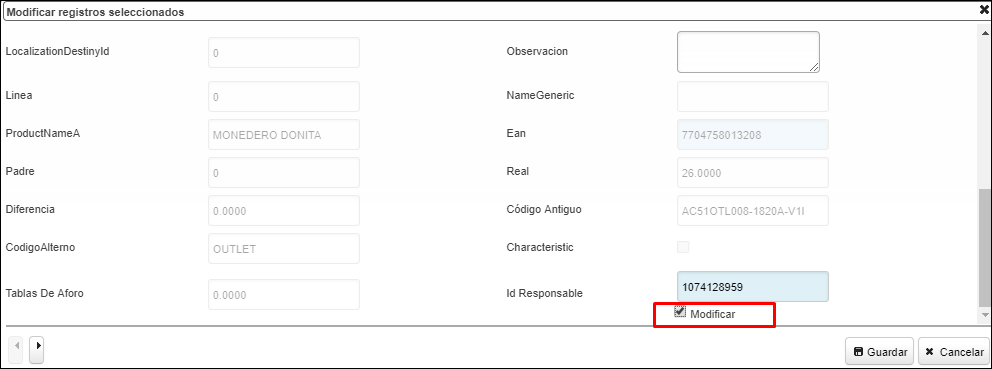 Modificar registros seleccionados
LocalizationDestinyId 0 Observacion
Linea 0 NameGeneric
ProductNameA MONEDERO DONITA Ean 7704758013208
Padre 0 Real 26.0000
Diferencia 0.0000 Código Antiguo AC51OTL008-1820A-V1I
CodigoAlterno OUTLET Characteristic
Tablas De Aforo 0.0000 Id Responsable 1074128959
Modificar
Guardar Cancelar